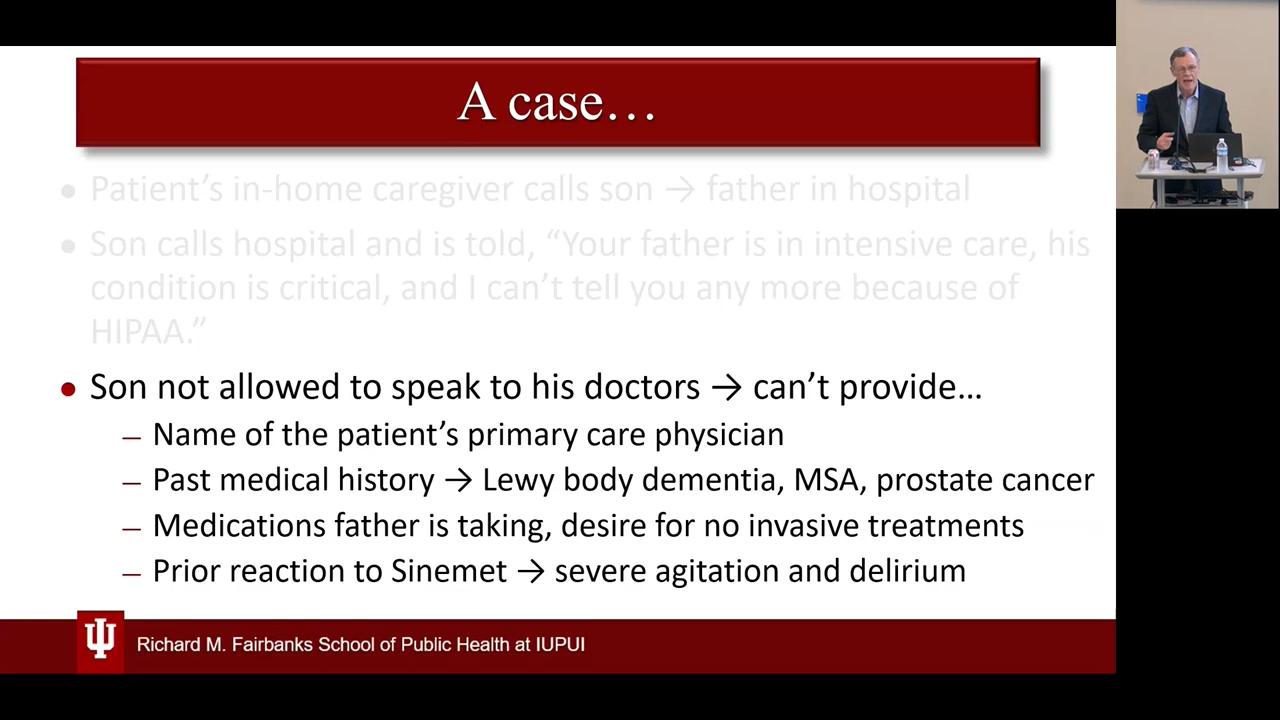 A case…
● Patient’s in-home caregiver calls son → father in hospital
● Son calls hospital and is told, “Your father is in intensive care, his
condition is critical, and I can’t tell you any more because of
HIPAA.”
● Son not allowed to speak to his doctors → can’t provide…
– Name of the patient’s primary care physician
– Past medical history → Lewy body dementia, MSA, prostate cancer
– Medications father is taking, desire for no invasive treatments
– Prior reaction to Sinemet → severe agitation and delirium
Richard M. Fairbanks School of Public Health at IUPUI